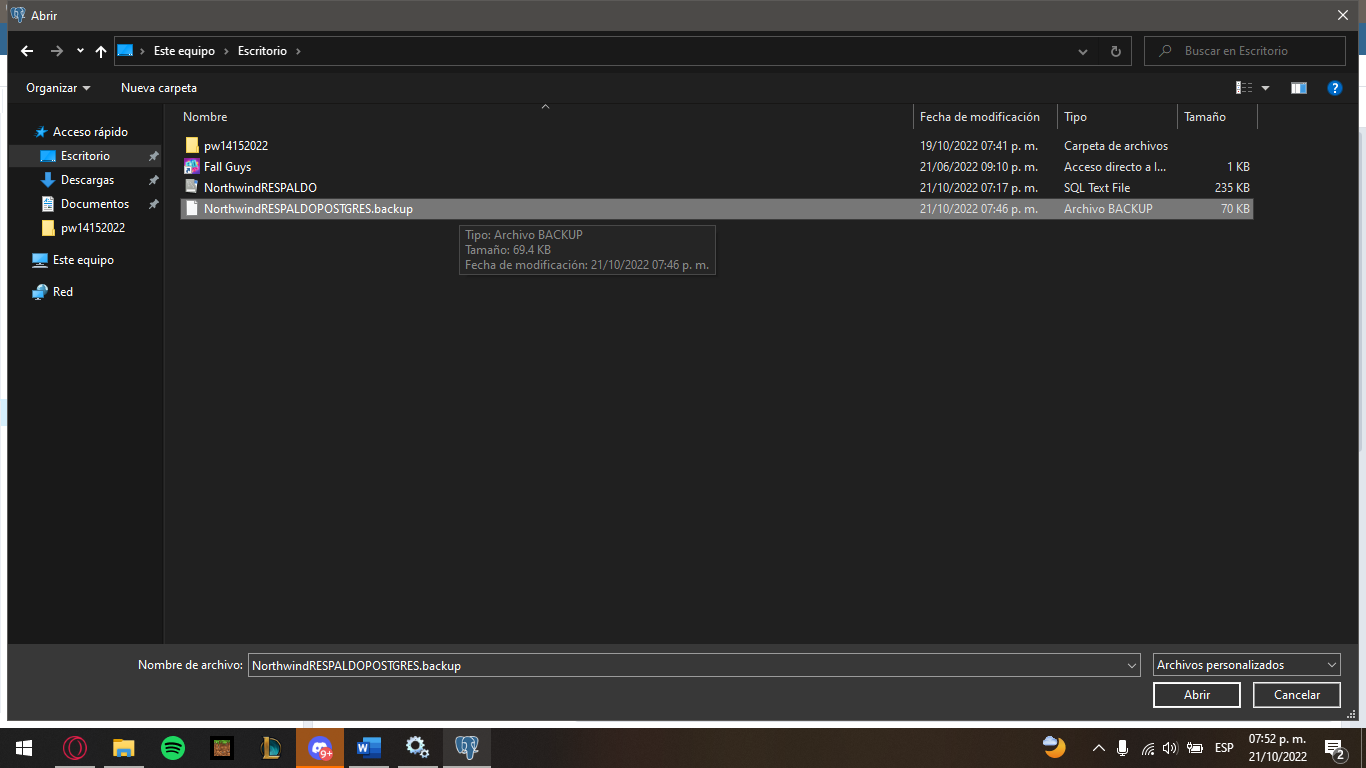 Abrir
Este equipo > Escritorio >
Buscar en Escritorio
Organizar
Nueva carpeta
Nombre
Fecha de modificación
Tipo
Tamaño
Acceso rápido
Escritorio
Descargas
Documentos
pw14152022
Este equipo
Red
pw14152022 19/10/2022 07:41 p. m. Carpeta de archivos
Fall Guys 21/06/2022 09:10 p. m. Acceso directo a I... 1 KB
NorthwindRESPALDO 21/10/2022 07:17 p. m. SQL Text File 235 KB
NorthwindRESPALDOPOSTGRES.backup 21/10/2022 07:46 p. m. Archivo BACKUP 70 KB
Tipo: Archivo BACKUP
Tamaño: 69.4 KB
Fecha de modificación: 21/10/2022 07:46 p. m.
Nombre de archivo: NorthwindRESPALDOPOSTGRES.backup
Archivos personalizados
Abrir
Cancelar
9+
W
ESP
07:52 p. m.
21/10/2022
2